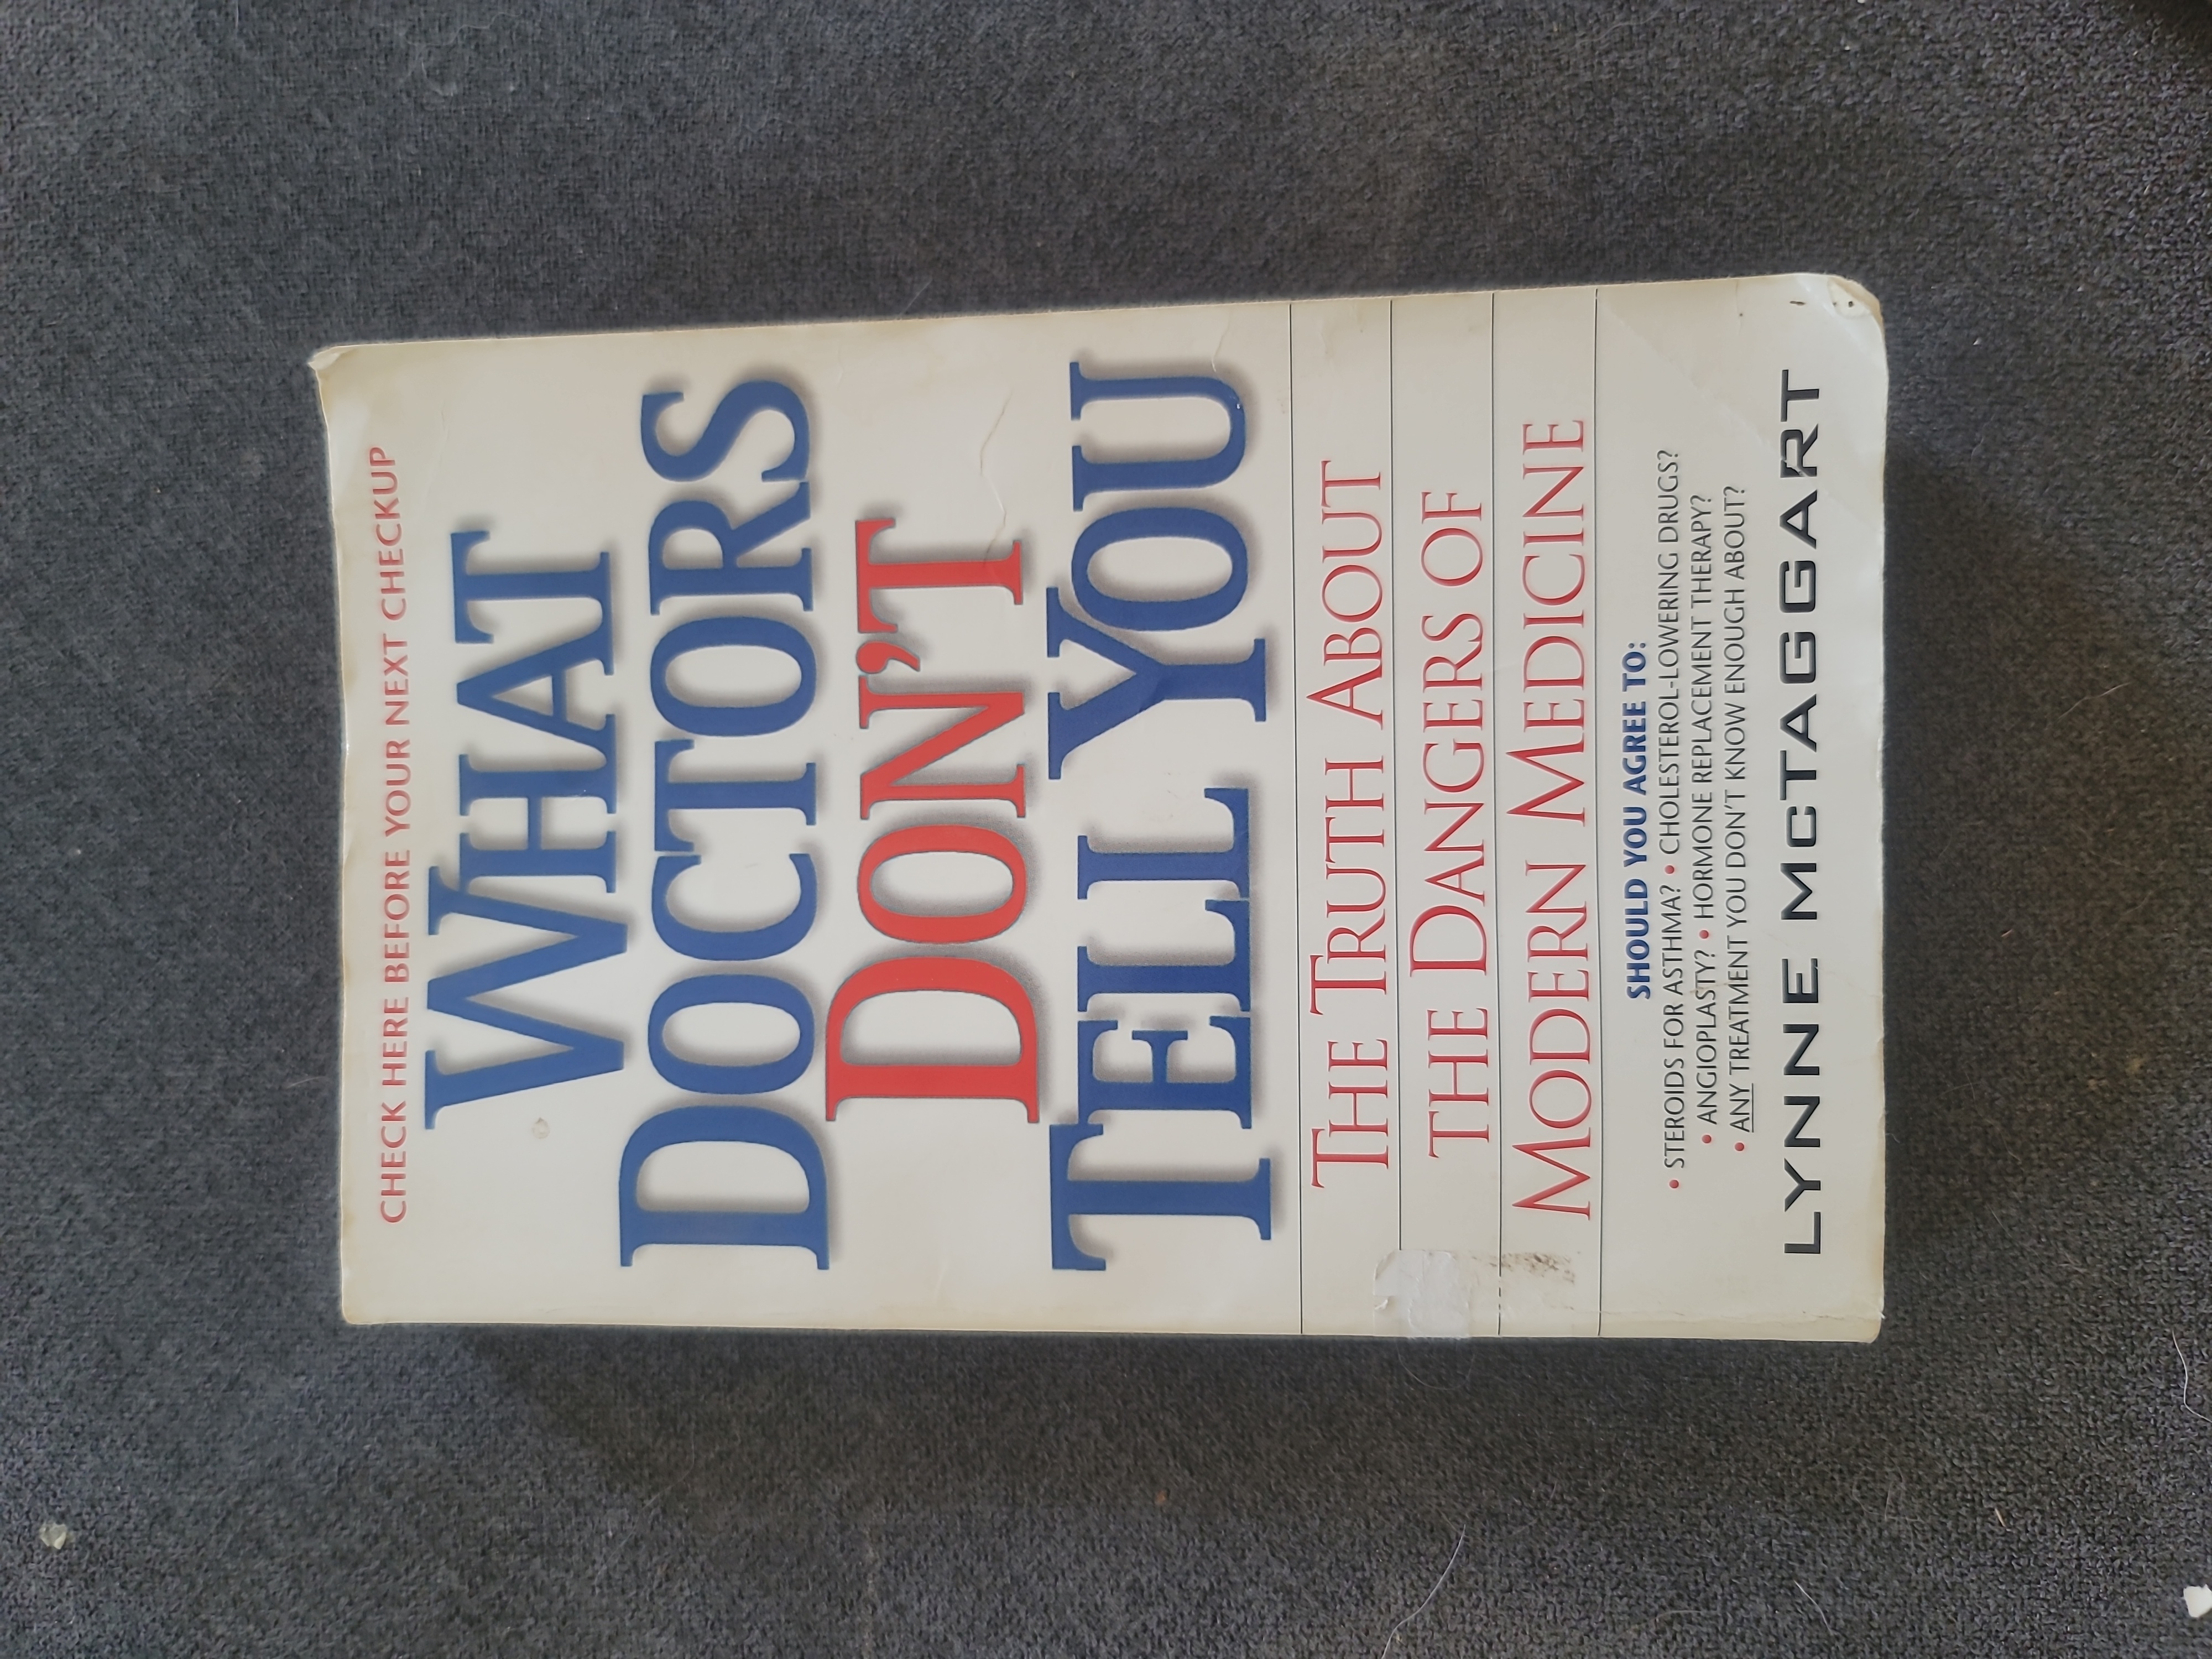 CHECK HERE BEFORE YOUR NEXT CHECKUP
WHAT
DOCTORS
DON'T
TELL YOU
THE TRUTH ABOUT
THE DANGERS OF
MODERN MEDICINE
SHOULD YOU AGREE TO:
• STEROIDS FOR ASTHMA? • CHOLESTEROL-LOWERING DRUGS?
• ANGIOPLASTY? • HORMONE REPLACEMENT THERAPY?
• ANY TREATMENT YOU DON'T KNOW ENOUGH ABOUT?
LYNNE MCTAGGART